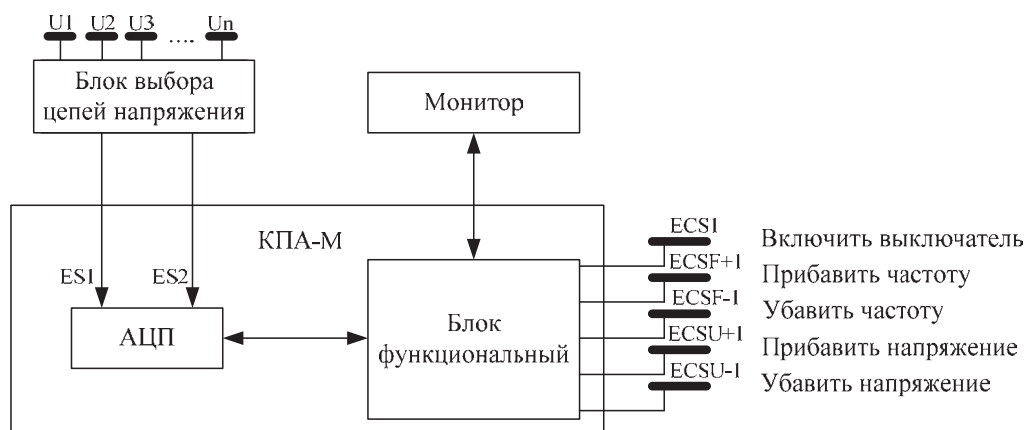 U1 U2 U3 .... Un
Блок выбора
цепей напряжения
Монитор
КПА-М
ES1 ES2
АЦП
Блок
функциональный
ECS1 Включить выключатель
ECSF+1 Прибавить частоту
ECSF-1 Убавить частоту
ECSU+1 Прибавить напряжение
ECSU-1 Убавить напряжение